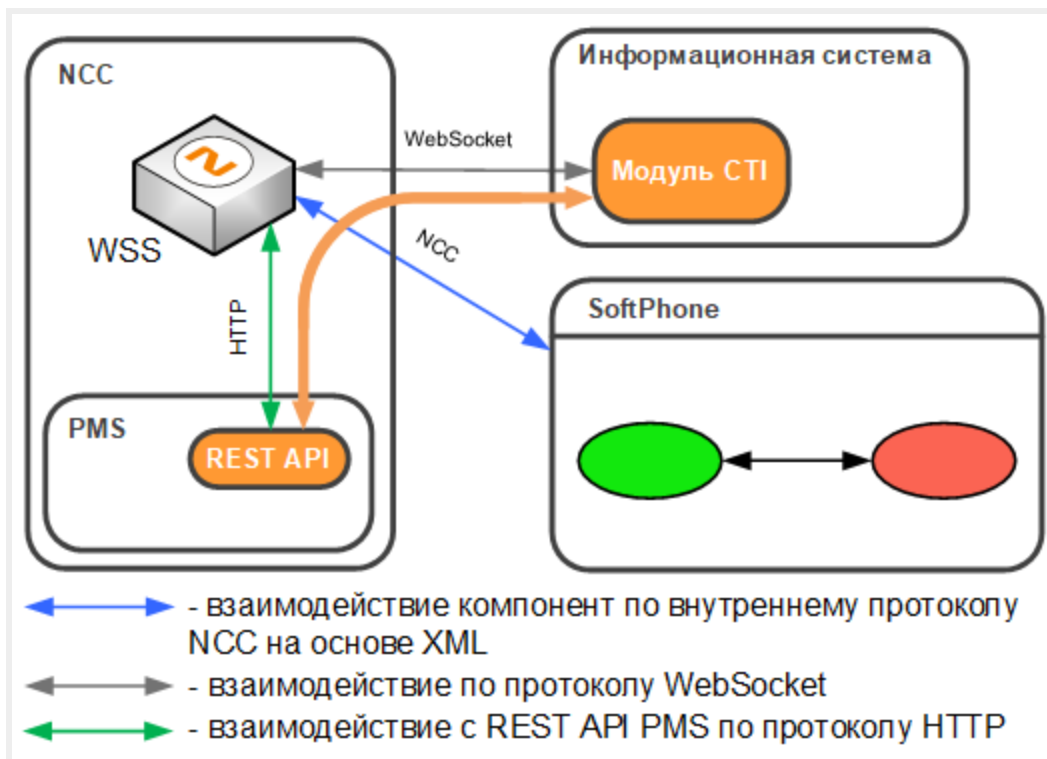 NCC
Информационная система
WebSocket
Модуль CTI
WSS
NCC
HTTP
SoftPhone
PMS
REST API
- взаимодействие компонент по внутреннему протоколу
NCC на основе XML
- взаимодействие по протоколу WebSocket
- взаимодействие с REST API PMS по протоколу HTTP